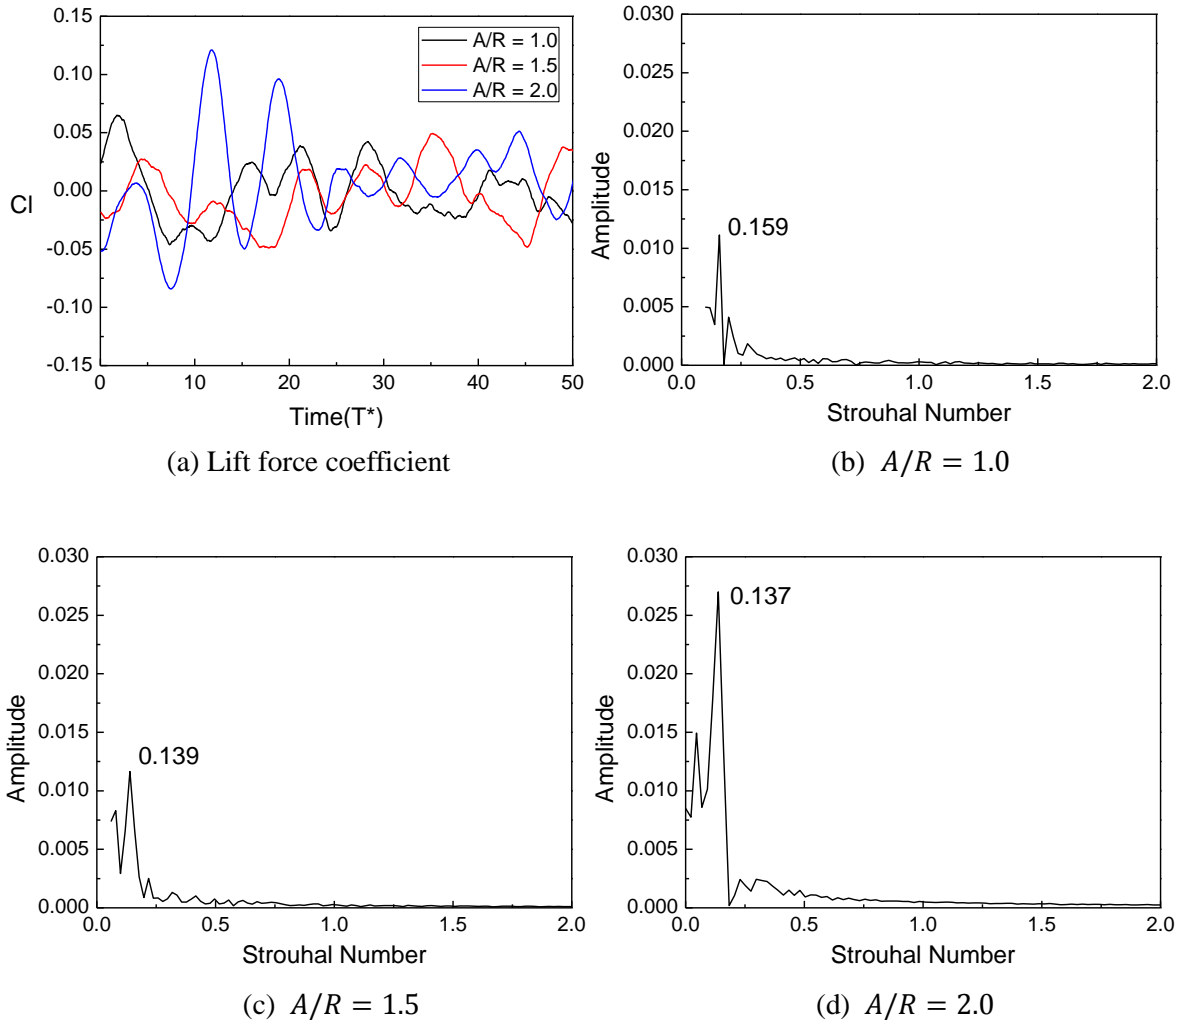 0.15
0.10
0.05
0.00
-0.05
-0.10
-0.15
Cl
A/R = 1.0
A/R = 1.5
A/R = 2.0
0 10 20 30 40 50
Time(T*)
(a) Lift force coefficient
0.030
0.025
0.020
0.015
0.010
0.005
0.000
Amplitude
0.159
0.0 0.5 1.0 1.5 2.0
Strouhal Number
(b) A/R = 1.0
0.030
0.025
0.020
0.015
0.010
0.005
0.000
Amplitude
0.139
0.0 0.5 1.0 1.5 2.0
Strouhal Number
(c) A/R = 1.5
0.030
0.025
0.020
0.015
0.010
0.005
0.000
Amplitude
0.137
0.0 0.5 1.0 1.5 2.0
Strouhal Number
(d) A/R = 2.0